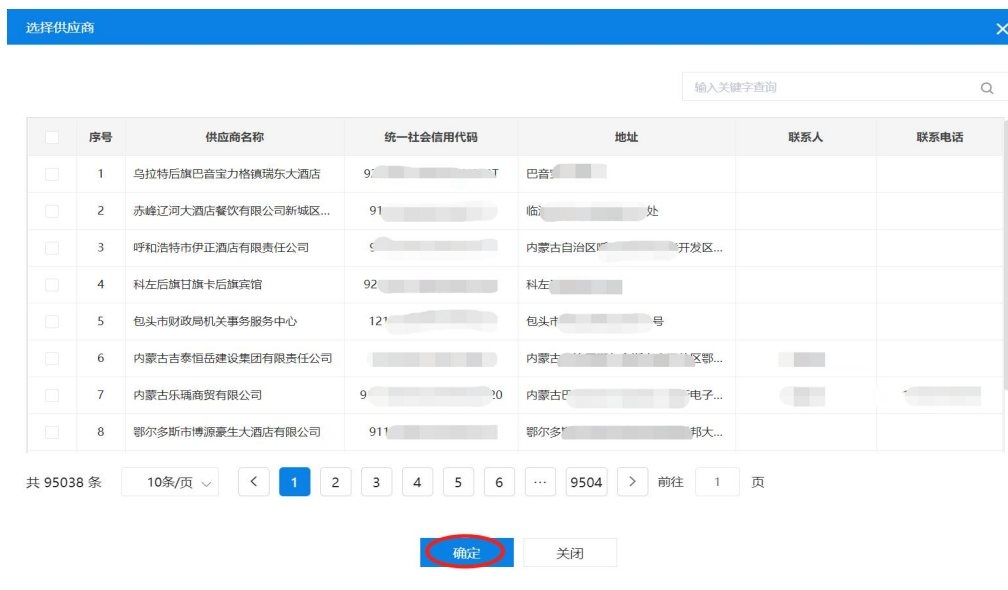 选择供应商
输入关键字查询
序号 供应商名称 统一社会信用代码 地址 联系人 联系电话
1 乌拉特后旗巴音宝力格镇瑞东大酒店 巴音
2 赤峰辽河大酒店餐饮有限公司新城区... 91 临 处
3 呼和浩特市伊正酒店有限责任公司 9 内蒙古自治区 开发区...
4 科左后旗甘旗卡后旗宾馆 92 科左
5 包头市财政局机关事务服务中心 121 包头市 号
6 内蒙古吉泰恒岳建设集团有限责任公司 内蒙古 区鄂...
7 内蒙古乐瑀商贸有限公司 9 20 内蒙古巴 电子...
8 鄂尔多斯市博源豪生大酒店有限公司 911 鄂尔多 邦大...
共 95038 条 10条/页 < 1 2 3 4 5 6 ... 9504 > 前往 1 页
确定 关闭